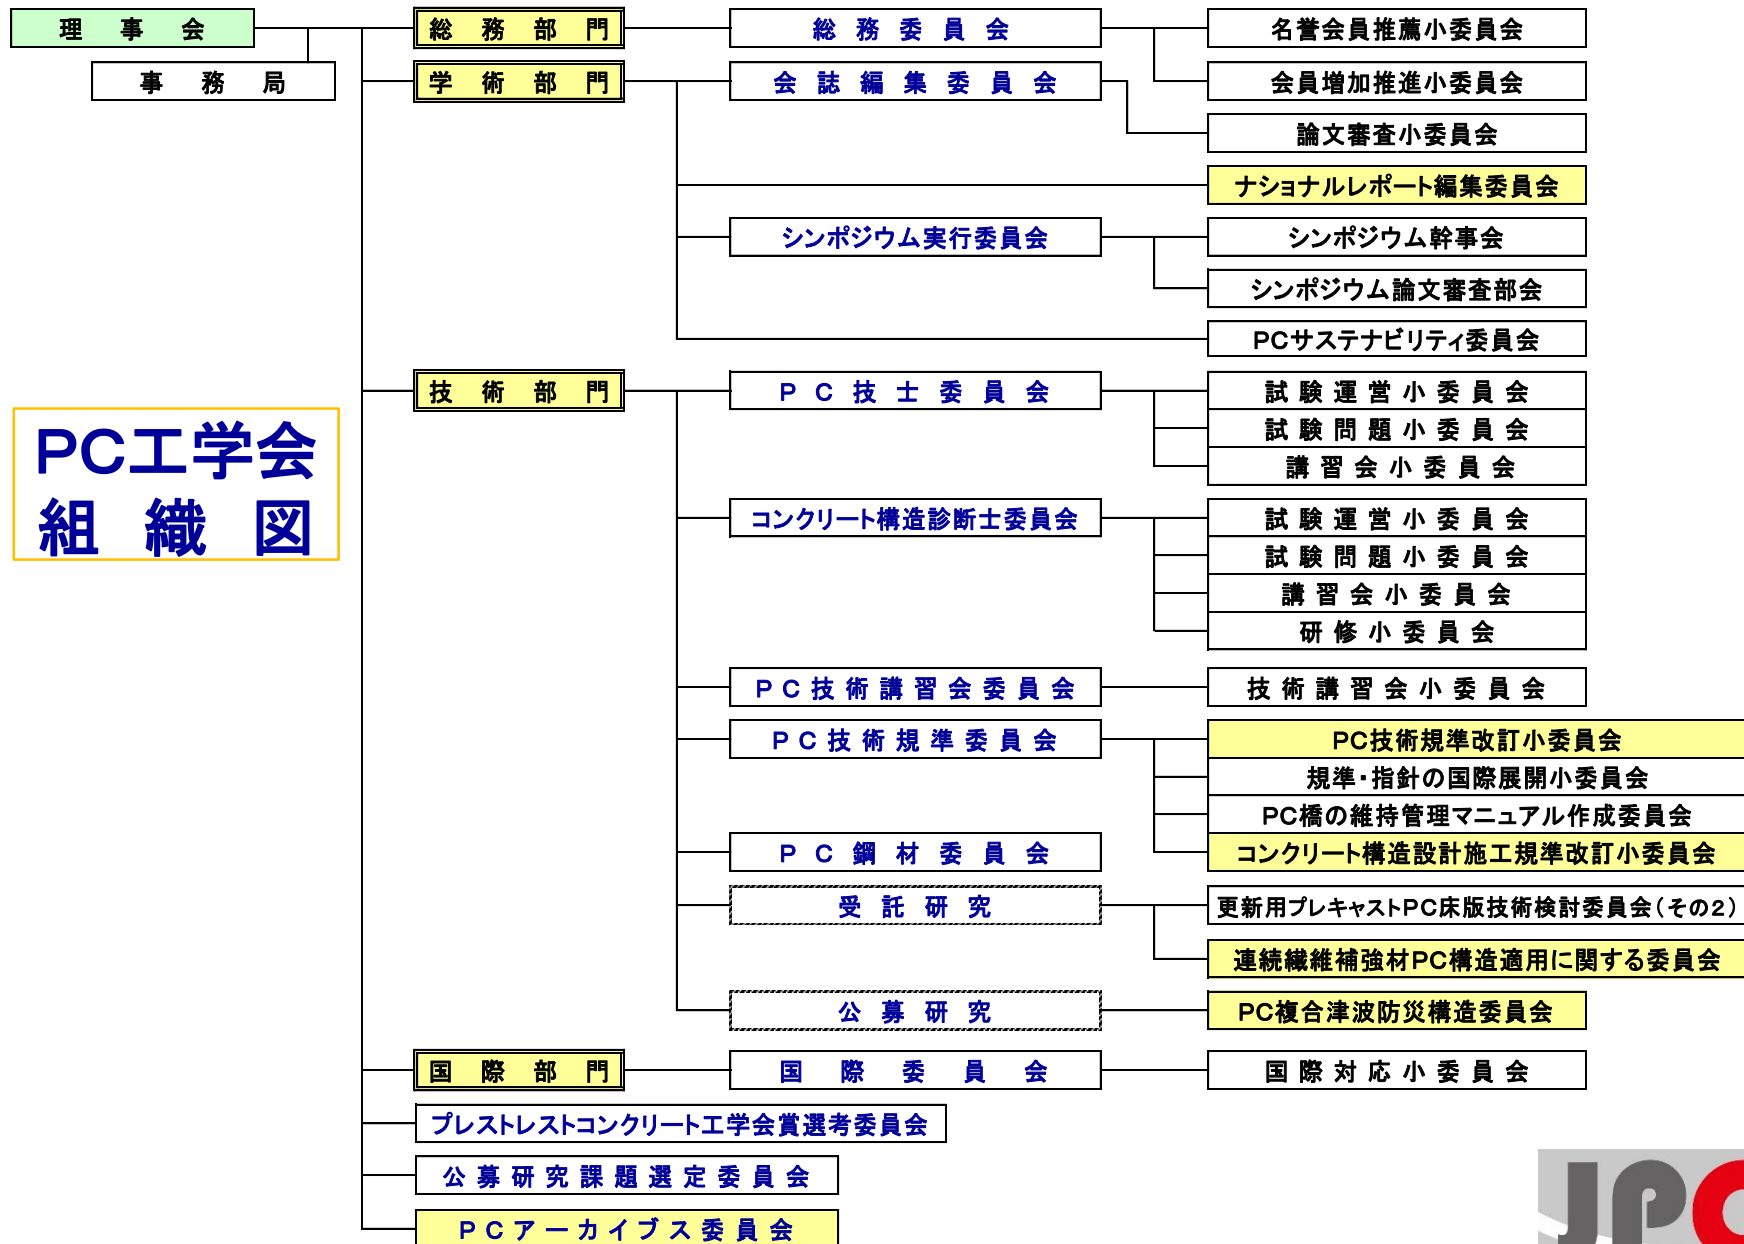 理事会
総務部門
総務委員会
名誉会員推薦小委員会
事務局
学術部門
会誌編集委員会
会員増加推進小委員会
論文審査小委員会
ナショナルレポート編集委員会
シンポジウム実行委員会
シンポジウム幹事会
シンポジウム論文審査部会
PCサステナビリティ委員会
技術部門
PC技士委員会
試験運営小委員会
試験問題小委員会
講習会小委員会
PC工学会
組織図
コンクリート構造診断士委員会
試験運営小委員会
試験問題小委員会
講習会小委員会
研修小委員会
PC技術講習会委員会
技術講習会小委員会
PC技術規準委員会
PC技術規準改訂小委員会
規準・指針の国際展開小委員会
PC橋の維持管理マニュアル作成委員会
PC鋼材委員会
コンクリート構造設計施工規準改訂小委員会
受託研究
更新用プレキャストPC床版技術検討委員会(その2)
連続繊維補強材PC構造適用に関する委員会
公募研究
PC複合津波防災構造委員会
国際部門
国際委員会
国際対応小委員会
プレストレストコンクリート工学会賞選考委員会
公募研究課題選定委員会
PCアーカイブス委員会
JPC